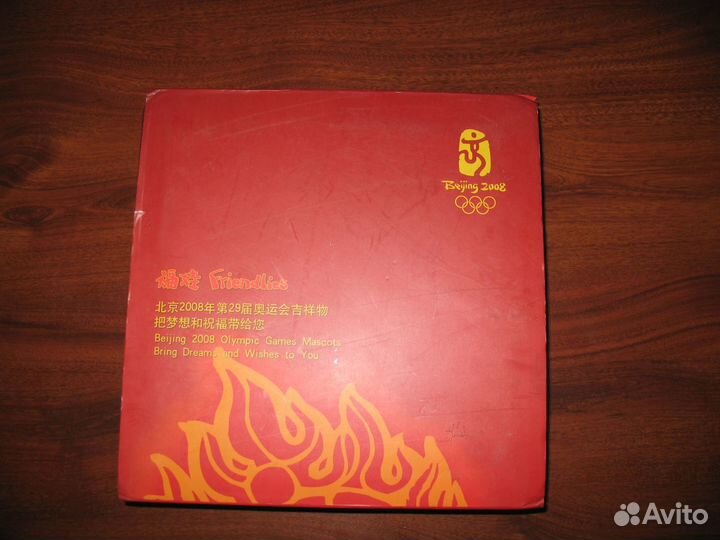 Beijing 2008
福娃 Friendlies
北京2008年第29届奥运会吉祥物
把梦想和祝福带给您
Beijing 2008 Olympic Games Mascots
Bring Dreams and Wishes to You
Avito